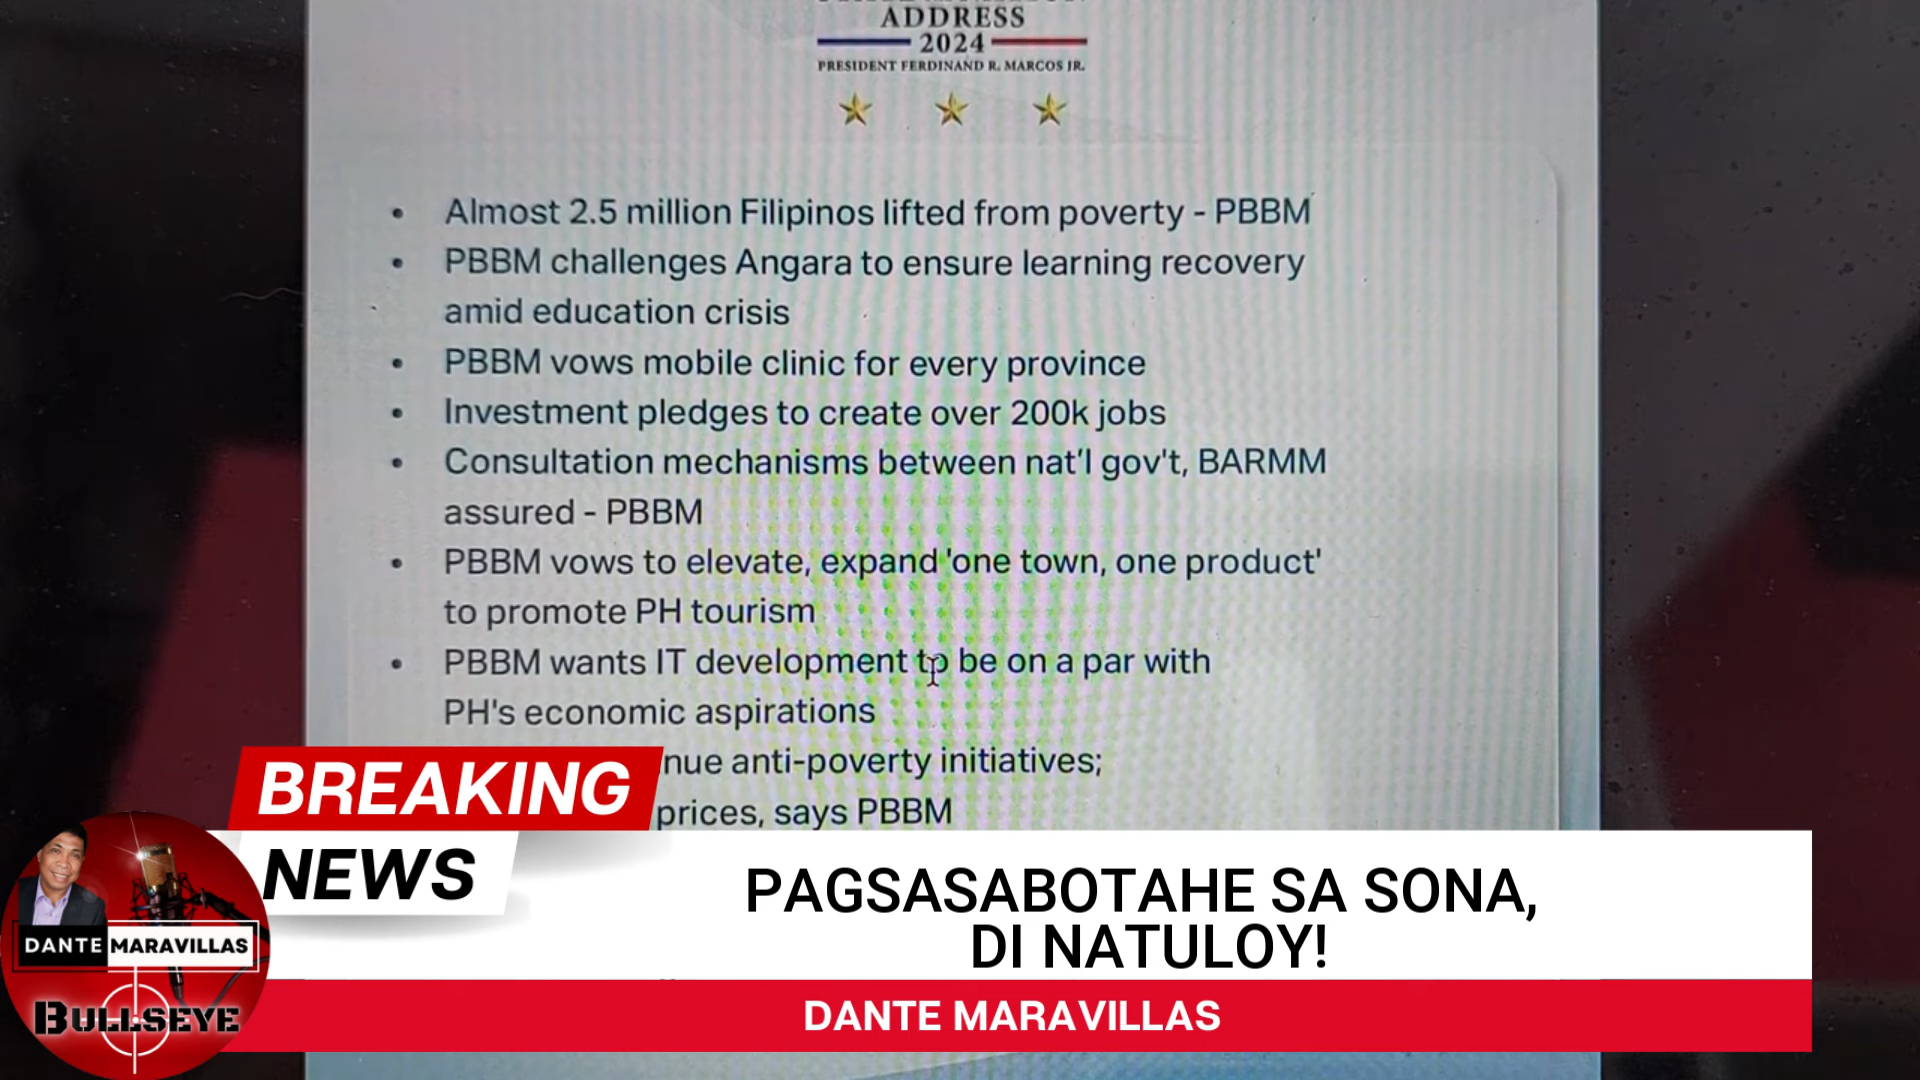 ADDRESS
2024
PRESIDENT FERDINAND R. MARCOS JR.
• Almost 2.5 million Filipinos lifted from poverty - PBBM
• PBBM challenges Angara to ensure learning recovery
amid education crisis
• PBBM vows mobile clinic for every province
• Investment pledges to create over 200k jobs
• Consultation mechanisms between nat'l gov't, BARMM
assured - PBBM
• PBBM vows to elevate, expand 'one town, one product'
to promote PH tourism
• PBBM wants IT development to be on a par with
PH's economic aspirations
nue anti-poverty initiatives;
prices, says PBBM
BREAKING
NEWS
PAGSASABOTAHE SA SONA,
DI NATULOY!
DANTE MARAVILLAS
DANTE MARAVILLAS
BULLSEYE